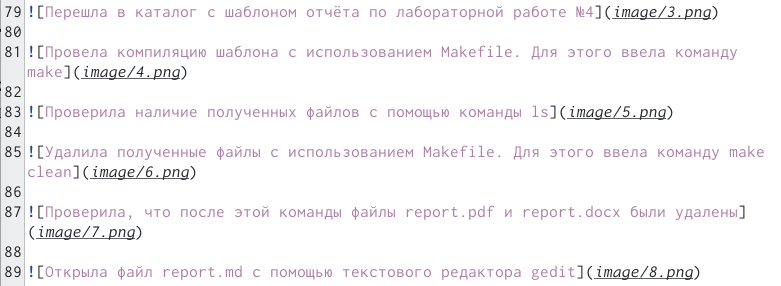 79 ![Перешла в каталог с шаблоном отчёта по лабораторной работе №4](image/3.png)
80
81 ![Провела компиляцию шаблона с использованием Makefile. Для этого ввела команду
make](image/4.png)
82
83 ![Проверила наличие полученных файлов с помощью команды ls](image/5.png)
84
85 ![Удалила полученные файлы с использованием Makefile. Для этого ввела команду make
clean](image/6.png)
86
87 ![Проверила, что после этой команды файлы report.pdf и report.docx были удалены]
(image/7.png)
88
89 ![Открыла файл report.md с помощью текстового редактора gedit](image/8.png)